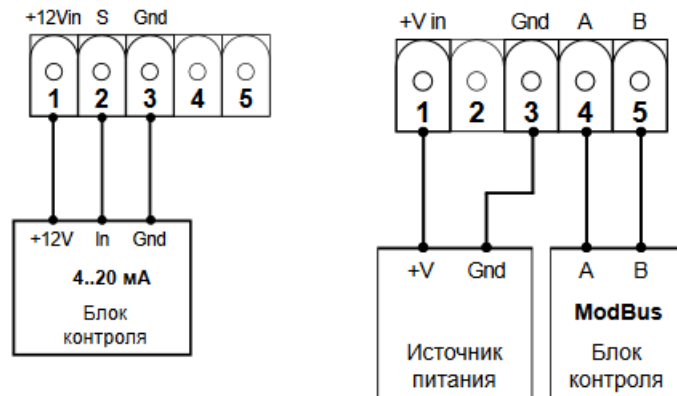 +12Vin S Gnd
1 2 3 4 5
+12V In Gnd
4..20 мА
Блок
контроля
+V in Gnd A B
1 2 3 4 5
+V Gnd
Источник
питания
A B
ModBus
Блок
контроля